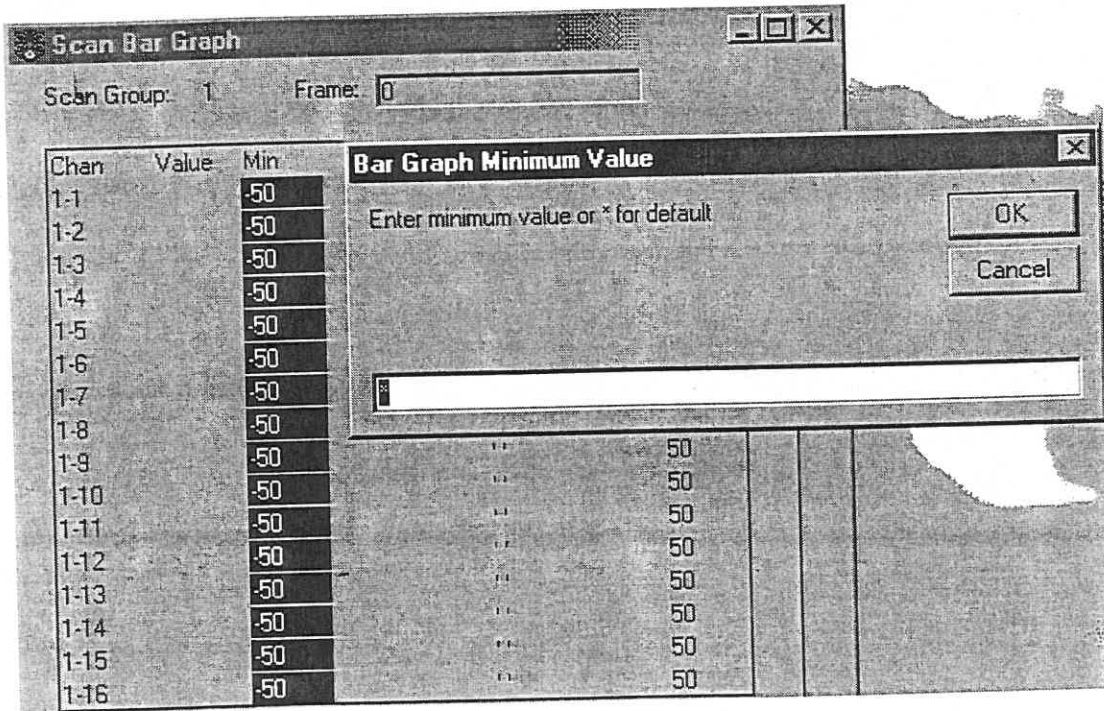 Scan Bar Graph
Scan Group: 1 Frame: 0
Chan Value Min
1-1 -50
1-2 -50
1-3 -50
1-4 -50
1-5 -50
1-6 -50
1-7 -50
1-8 -50
1-9 -50 50
1-10 -50 50
1-11 -50 50
1-12 -50 50
1-13 -50 50
1-14 -50 50
1-15 -50 50
1-16 -50 50
Bar Graph Minimum Value
Enter minimum value or * for default
OK
Cancel
*